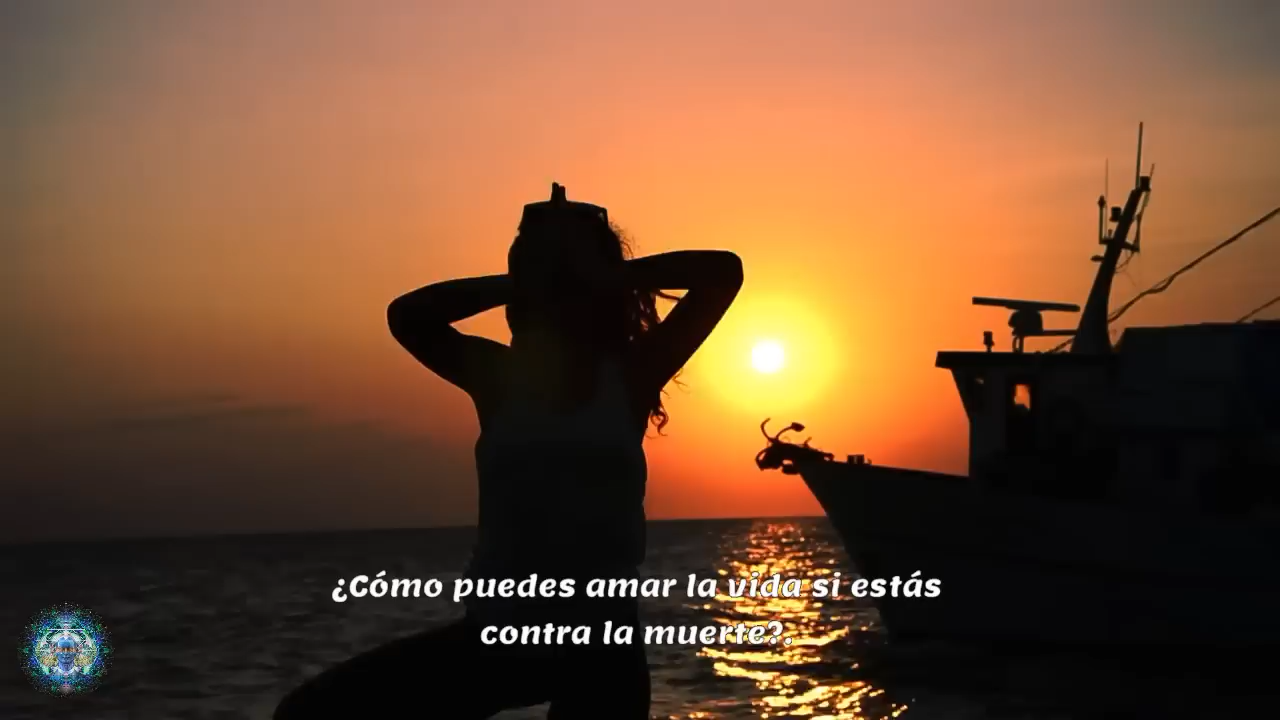 ¿Cómo puedes amar la vida si estás
contra la muerte?.